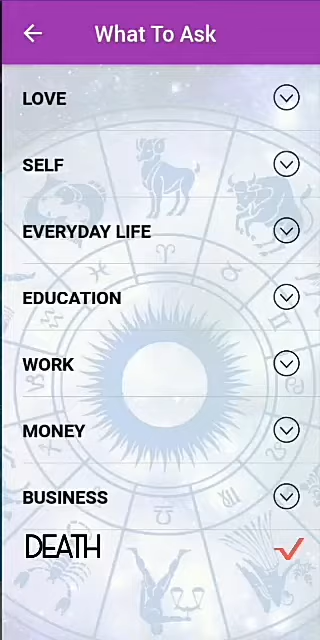 What To Ask
LOVE
SELF
EVERYDAY LIFE
EDUCATION
WORK
MONEY
BUSINESS
DEATH